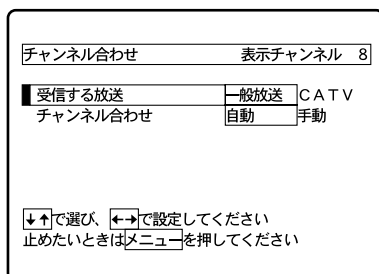 チャンネル合わせ 表示チャンネル 8
受信する放送 一般放送 CATV
チャンネル合わせ 自動 手動
↓↑で選び、←→で設定してください
止めたいときはメニューを押してください